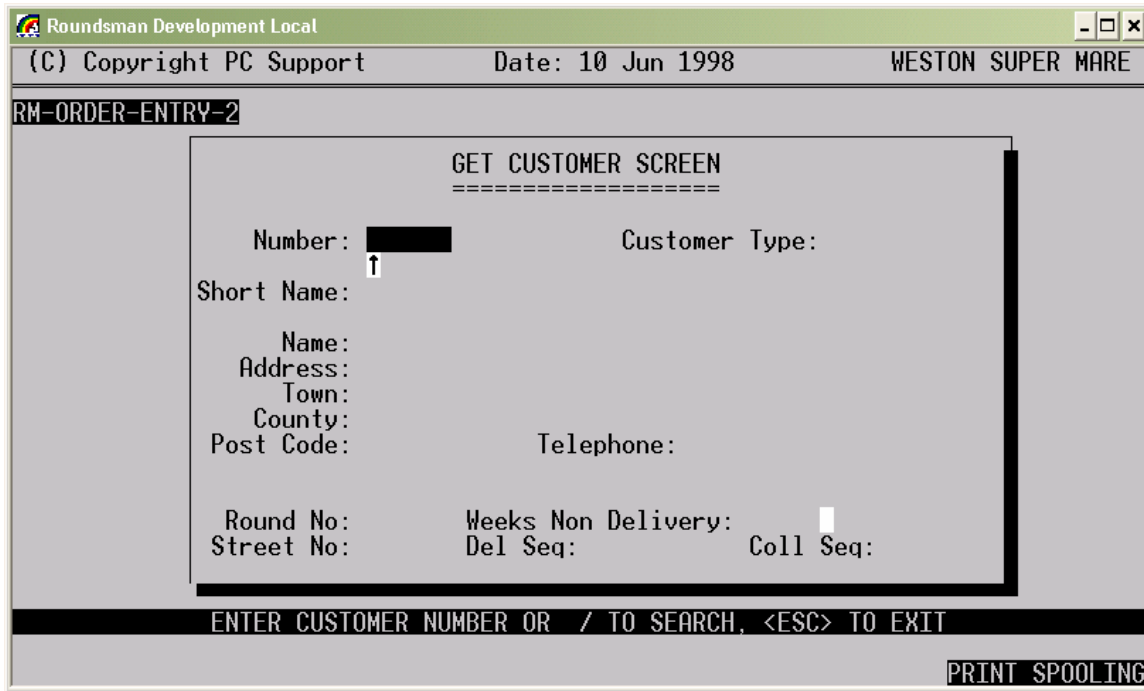 Roundsman Development Local
(C) Copyright PC Support Date: 10 Jun 1998 WESTON SUPER MARE
RM-ORDER-ENTRY-2
GET CUSTOMER SCREEN
===================
Number: Customer Type:
Short Name:
Name:
Address:
Town:
County:
Post Code: Telephone:
Round No: Weeks Non Delivery:
Street No: Del Seq: Coll Seq:
ENTER CUSTOMER NUMBER OR / TO SEARCH, <ESC> TO EXIT
PRINT SPOOLING